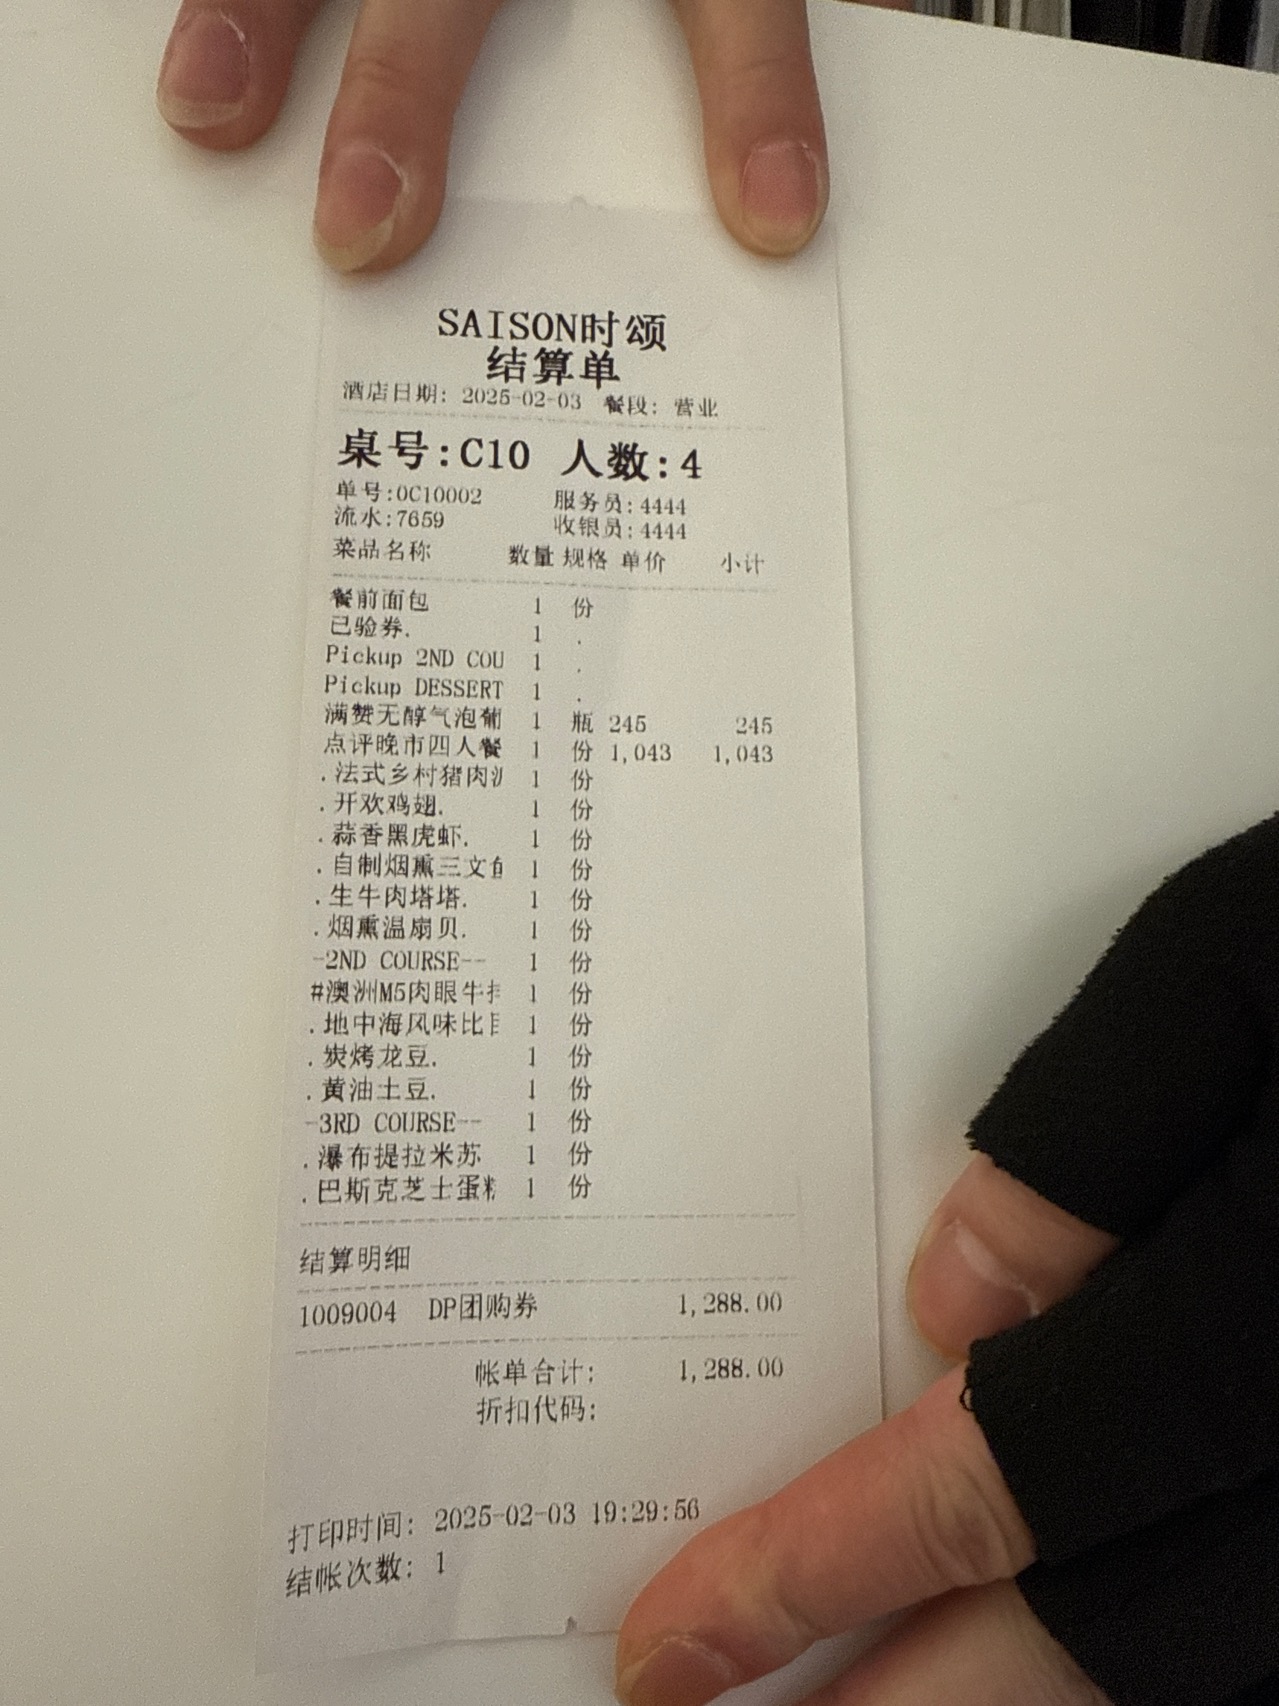 SAISON时颂
结算单
酒店日期: 2025-02-03 餐段: 营业
桌号:C10 人数:4
单号:0C10002 服务员:4444
流水:7659 收银员:4444
菜品名称 数量 规格 单价 小计
餐前面包 1 份
已验券. 1 .
Pickup 2ND COU 1 .
Pickup DESSERT 1 .
满赞无醇气泡葡 1 瓶 245 245
点评晚市四人餐 1 份 1,043 1,043
.法式乡村猪肉 1 份
.开欢鸡翅. 1 份
.蒜香黑虎虾. 1 份
.自制烟熏三文鱼 1 份
.生牛肉塔塔. 1 份
.烟熏温扇贝. 1 份
-2ND COURSE-- 1 份
#澳洲M5肉眼牛排 1 份
.地中海风味比目 1 份
.炭烤龙豆. 1 份
.黄油土豆. 1 份
-3RD COURSE-- 1 份
.瀑布提拉米苏 1 份
.巴斯克芝士蛋糕 1 份
结算明细
1009004 DP团购券 1,288.00
帐单合计: 1,288.00
折扣代码:
打印时间: 2025-02-03 19:29:56
结帐次数: 1